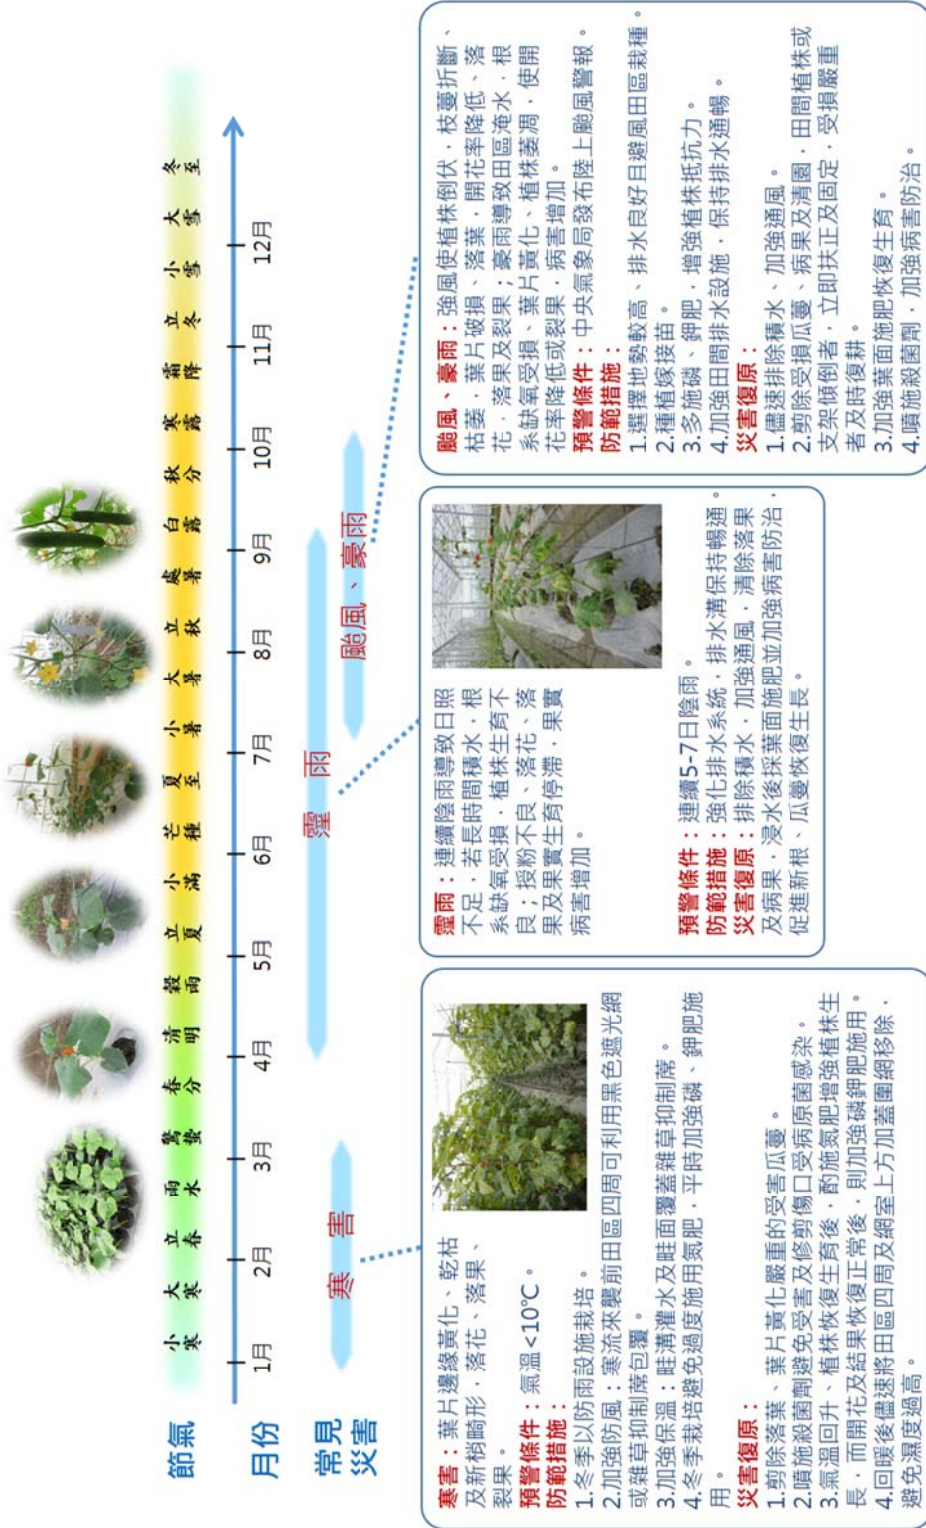 節氣
小寒 大寒 立春 雨水 驚蟄 春分 清明 穀雨 立夏 小滿 芒種 夏至 小暑 大暑 立秋 處暑 白露 秋分 寒露 霜降 立冬 小雪 大雪 冬至
月份
1月 2月 3月 4月 5月 6月 7月 8月 9月 10月 11月 12月
常見
災害
寒 害
霪 雨
颱風、豪雨
寒害：葉片邊緣黃化、乾枯
及新梢畸形，落花、落果、
裂果。
預警條件：氣溫<10℃。
防範措施：
1.冬季以防雨設施栽培。
2.加強防風：寒流來襲前田區四周可利用黑色遮光網
或雜草抑制蓆包覆。
3.加強保溫：畦溝灌水及畦面覆蓋雜草抑制蓆。
4.冬季栽培避免過度施用氮肥，平時加強磷、鉀肥施
用。
災害復原：
1.剪除落葉、葉片黃化嚴重的受害瓜蔓。
2.噴施殺菌劑避免受害及修剪傷口受病原菌感染。
3.氣溫回升、植株恢復生育後，酌施氮肥增強植株生
長，而開花及結果恢復正常後，則加強磷鉀肥施用。
4.回暖後儘速將田區四周及網室上方加蓋圍網移除，
避免濕度過高。
霪雨：連續陰雨導致日照
不足，若長時間積水，根
系缺氧受損，植株生育不
良；授粉不良、落花、落
果及果實生育停滯，果實
病害增加。
預警條件：連續5-7日陰雨。
防範措施：強化排水系統，排水溝保持暢通。
災害復原：排除積水，加強通風，清除落果
及病果，浸水後採葉面施肥並加強病害防治，
促進新根、瓜蔓恢復生長。
颱風、豪雨：強風使植株倒伏，枝蔓折斷、
枯萎，葉片破損、落葉，開花率降低、落
花，落果及裂果；豪雨導致田區淹水，根
系缺氧受損、葉片黃化、植株萎凋，使開
花率降低或裂果，病害增加。
預警條件：中央氣象局發布陸上颱風警報。
防範措施：
1.選擇地勢較高、排水良好且避風田區栽種。
2.種植嫁接苗。
3.多施磷、鉀肥，增強植株抵抗力。
4.加強田間排水設施，保持排水通暢。
災害復原：
1.儘速排除積水、加強通風。
2.剪除受損瓜蔓、病果及清園，田間植株或
支架傾倒者，立即扶正及固定，受損嚴重
者及時復耕。
3.加強葉面施肥恢復生育。
4.噴施殺菌劑，加強病害防治。